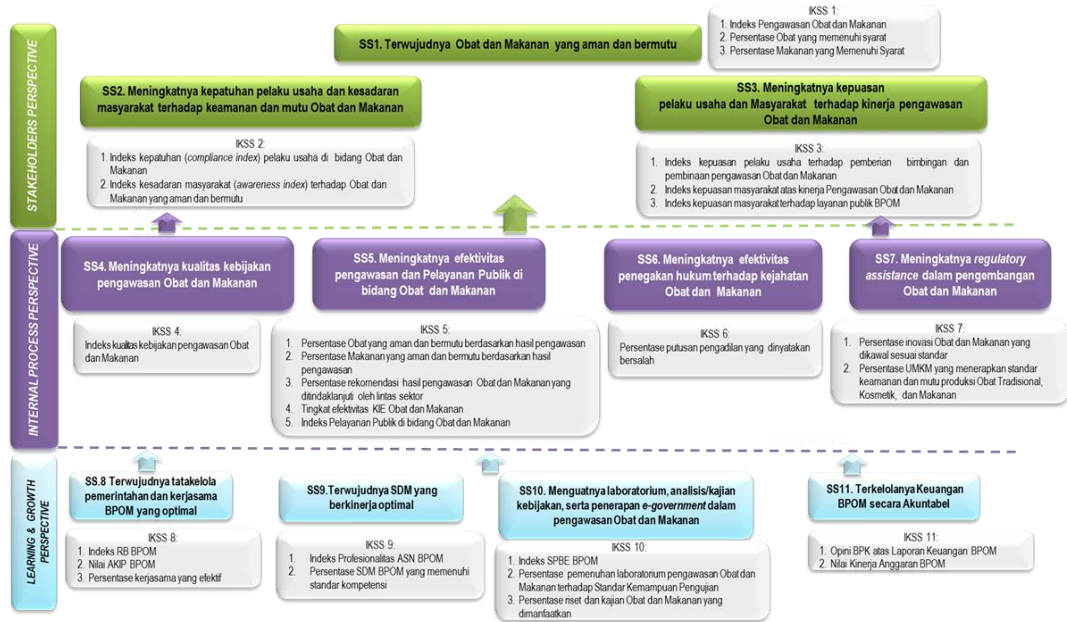 STAKEHOLDERS PERSPECTIVE
SS1. Terwujudnya Obat dan Makanan yang aman dan bermutu
IKSS 1:
1. Indeks Pengawasan Obat dan Makanan
2. Persentase Obat yang memenuhi syarat
3. Persentase Makanan yang Memenuhi Syarat
SS2. Meningkatnya kepatuhan pelaku usaha dan kesadaran
masyarakat terhadap keamanan dan mutu Obat dan Makanan
IKSS 2:
1. Indeks kepatuhan (compliance index) pelaku usaha di bidang Obat dan
Makanan
2. Indeks kesadaran masyarakat (awareness index) terhadap Obat dan
Makanan yang aman dan bermutu
SS3. Meningkatnya kepuasan
pelaku usaha dan Masyarakat terhadap kinerja pengawasan
Obat dan Makanan
IKSS 3:
1. Indeks kepuasan pelaku usaha terhadap pemberian bimbingan dan
pembinaan pengawasan Obat dan Makanan
2. Indeks kepuasan masyarakat atas kinerja Pengawasan Obat dan Makanan
3. Indeks kepuasan masyarakat terhadap layanan publik BPOM
INTERNAL PROCESS PERSPECTIVE
SS4. Meningkatnya kualitas kebijakan
pengawasan Obat dan Makanan
IKSS 4:
Indeks kualitas kebijakan pengawasan Obat
dan Makanan
SS5. Meningkatnya efektivitas
pengawasan dan Pelayanan Publik di
bidang Obat dan Makanan
IKSS 5:
1. Persentase Obat yang aman dan bermutu berdasarkan hasil pengawasan
2. Persentase Makanan yang aman dan bermutu berdasarkan hasil
pengawasan
3. Persentase rekomendasi hasil pengawasan Obat dan Makanan yang
ditindaklanjuti oleh lintas sektor
4. Tingkat efektivitas KIE Obat dan Makanan
5. Indeks Pelayanan Publik di bidang Obat dan Makanan
SS6. Meningkatnya efektivitas
penegakan hukum terhadap kejahatan
Obat dan Makanan
IKSS 6:
Persentase putusan pengadilan yang dinyatakan
bersalah
SS7. Meningkatnya regulatory
assistance dalam pengembangan
Obat dan Makanan
IKSS 7:
1. Persentase inovasi Obat dan Makanan yang
dikawal sesuai standar
2. Persentase UMKM yang menerapkan standar
keamanan dan mutu produksi Obat Tradisional,
Kosmetik, dan Makanan
LEARNING & GROWTH
PERSPECTIVE
SS.8 Terwujudnya tatakelola
pemerintahan dan kerjasama
BPOM yang optimal
IKSS 8:
1. Indeks RB BPOM
2. Nilai AKIP BPOM
3. Persentase kerjasama yang efektif
SS9.Terwujudnya SDM yang
berkinerja optimal
IKSS 9:
1. Indeks Profesionalitas ASN BPOM
2. Persentase SDM BPOM yang memenuhi
standar kompetensi
SS10. Menguatnya laboratorium, analisis/kajian
kebijakan, serta penerapan e-government dalam
pengawasan Obat dan Makanan
IKSS 10:
1. Indeks SPBE BPOM
2. Persentase pemenuhan laboratorium pengawasan Obat dan
Makanan terhadap Standar Kemampuan Pengujian
3. Persentase riset dan kajian Obat dan Makanan yang
dimanfaatkan
SS11. Terkelolanya Keuangan
BPOM secara Akuntabel
IKSS 11:
1. Opini BPK atas Laporan Keuangan BPOM
2. Nilai Kinerja Anggaran BPOM